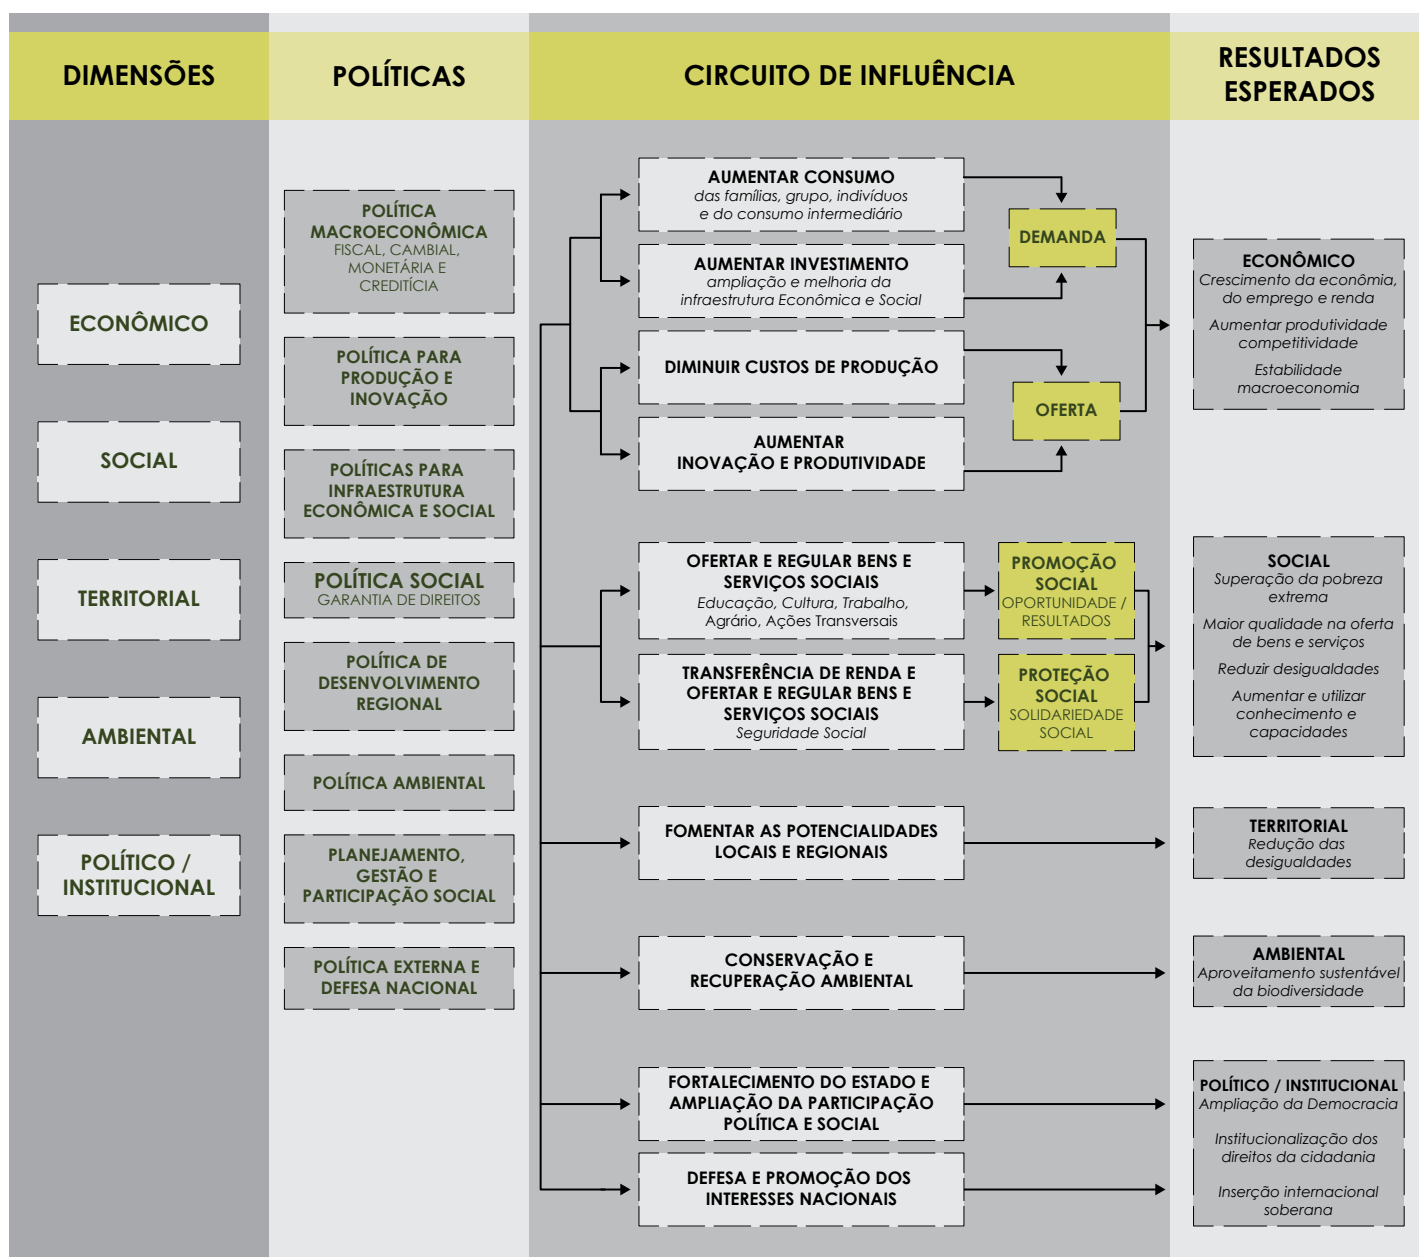 DIMENSÕES
POLÍTICAS
CIRCUITO DE INFLUÊNCIA
RESULTADOS
ESPERADOS
ECONÔMICO
SOCIAL
TERRITORIAL
AMBIENTAL
POLÍTICO /
INSTITUCIONAL
POLÍTICA
MACROECONÔMICA
FISCAL, CAMBIAL,
MONETÁRIA E
CREDITÍCIA
POLÍTICA PARA
PRODUÇÃO E
INOVAÇÃO
POLÍTICAS PARA
INFRAESTRUTURA
ECONÔMICA E SOCIAL
POLÍTICA SOCIAL
GARANTIA DE DIREITOS
POLÍTICA DE
DESENVOLVIMENTO
REGIONAL
POLÍTICA AMBIENTAL
PLANEJAMENTO,
GESTÃO E
PARTICIPAÇÃO SOCIAL
POLÍTICA EXTERNA E
DEFESA NACIONAL
AUMENTAR CONSUMO
das famílias, grupo, indivíduos
e do consumo intermediário
AUMENTAR INVESTIMENTO
ampliação e melhoria da
infraestrutura Econômica e Social
DIMINUIR CUSTOS DE PRODUÇÃO
AUMENTAR
INOVAÇÃO E PRODUTIVIDADE
DEMANDA
OFERTA
OFERTAR E REGULAR BENS E
SERVIÇOS SOCIAIS
Educação, Cultura, Trabalho,
Agrário, Ações Transversais
TRANSFERÊNCIA DE RENDA E
OFERTAR E REGULAR BENS E
SERVIÇOS SOCIAIS
Seguridade Social
PROMOÇÃO
SOCIAL
OPORTUNIDADE /
RESULTADOS
PROTEÇÃO
SOCIAL
SOLIDARIEDADE
SOCIAL
FOMENTAR AS POTENCIALIDADES
LOCAIS E REGIONAIS
CONSERVAÇÃO E
RECUPERAÇÃO AMBIENTAL
FORTALECIMENTO DO ESTADO E
AMPLIAÇÃO DA PARTICIPAÇÃO
POLÍTICA E SOCIAL
DEFESA E PROMOÇÃO DOS
INTERESSES NACIONAIS
ECONÔMICO
Crescimento da econômia,
do emprego e renda
Aumentar produtividade
competitividade
Estabilidade
macroeconomia
SOCIAL
Superação da pobreza
extrema
Maior qualidade na oferta
de bens e serviços
Reduzir desigualdades
Aumentar e utilizar
conhecimento e
capacidades
TERRITORIAL
Redução das
desigualdades
AMBIENTAL
Aproveitamento sustentável
da biodiversidade
POLÍTICO / INSTITUCIONAL
Ampliação da Democracia
Institucionalização dos
direitos da cidadania
Inserção internacional
soberana